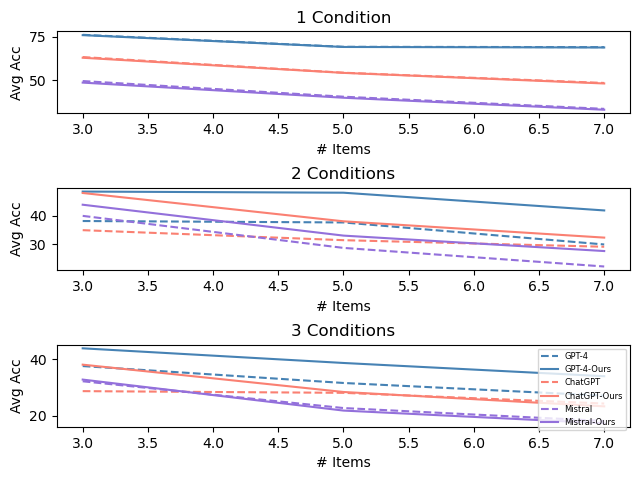 1 Condition
75
50
Avg Acc
3.0 3.5 4.0 4.5 5.0 5.5 6.0 6.5 7.0
# Items
2 Conditions
40
30
Avg Acc
3.0 3.5 4.0 4.5 5.0 5.5 6.0 6.5 7.0
# Items
3 Conditions
40
20
Avg Acc
GPT-4
GPT-4-Ours
ChatGPT
ChatGPT-Ours
Mistral
Mistral-Ours
3.0 3.5 4.0 4.5 5.0 5.5 6.0 6.5 7.0
# Items